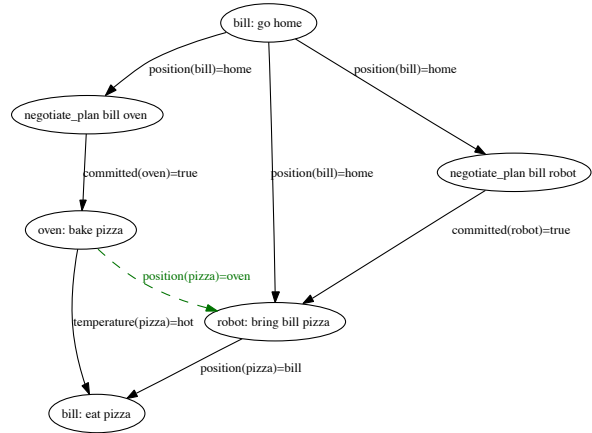 bill: go home
position(bill)=home
position(bill)=home
negotiate_plan bill oven
committed(oven)=true
position(bill)=home
negotiate_plan bill robot
oven: bake pizza
committed(robot)=true
position(pizza)=oven
temperature(pizza)=hot
robot: bring bill pizza
position(pizza)=bill
bill: eat pizza